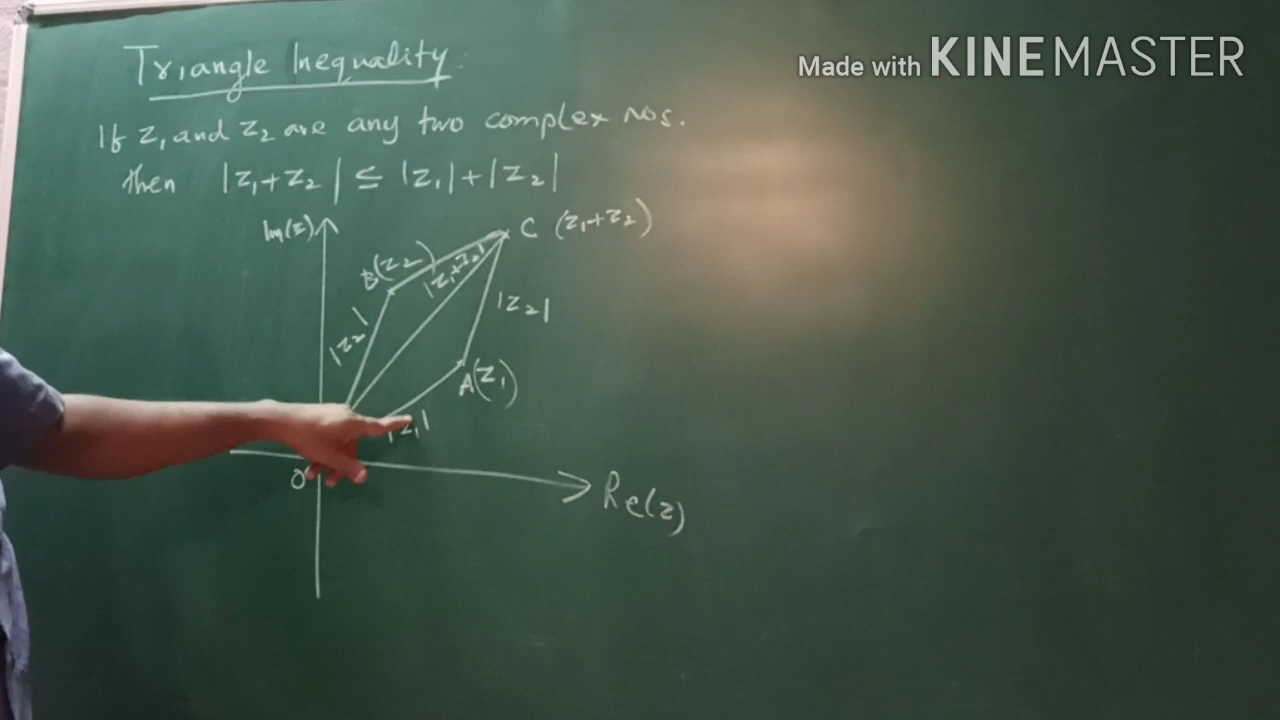 Made with KINEMASTER
Triangle Inequality:
If z₁ and z₂ are any two complex nos.
then |z₁+z₂| ≤ |z₁|+|z₂|
Im(z)
C (z₁+z₂)
B(z₂)
|z₁+z₂|
|z₂|
|z₂|
A(z₁)
|z₁|
O
Re(z)